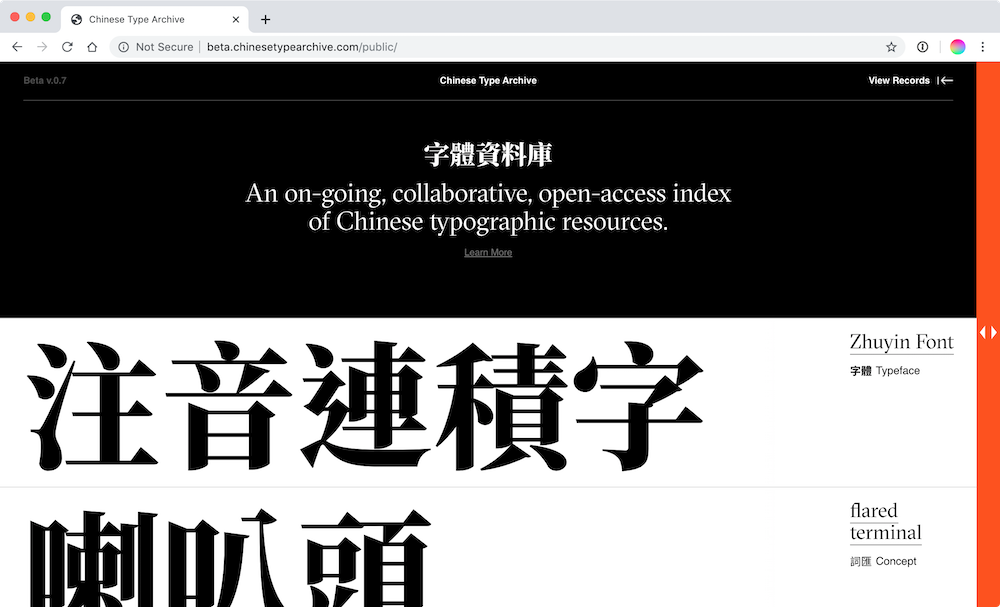 Chinese Type Archive
Not Secure
beta.chinesetypearchive.com/public/
Beta v.0.7
Chinese Type Archive
View Records
字體資料庫
An on-going, collaborative, open-access index
of Chinese typographic resources.
Learn More
注音連積字
Zhuyin Font
字體 Typeface
喇叭頭
flared
terminal
詞匯 Concept